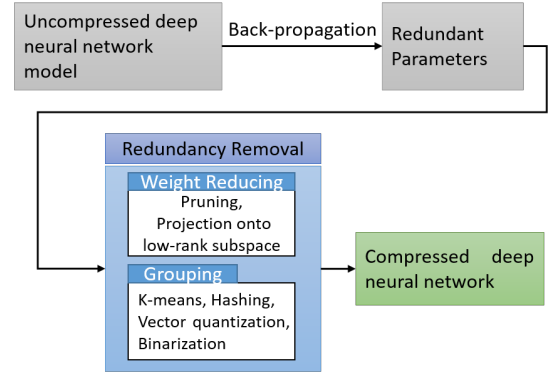 Uncompressed deep
neural network
model
Back-propagation
Redundant
Parameters
Redundancy Removal
Weight Reducing
Pruning,
Projection onto
low-rank subspace
Grouping
K-means, Hashing,
Vector quantization,
Binarization
Compressed deep
neural network